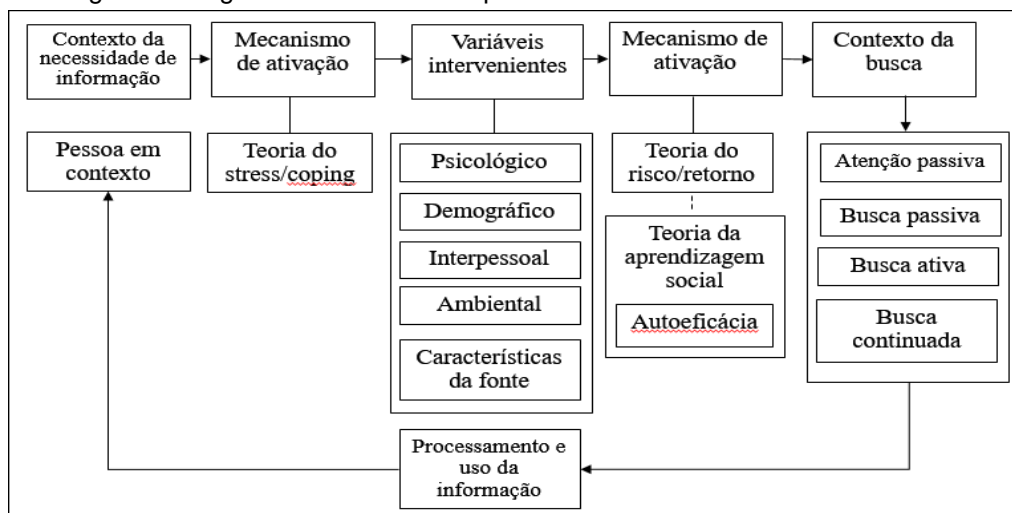 Contexto da
necessidade de
informação
Mecanismo
de ativação
Variáveis
intervenientes
Mecanismo de
ativação
Contexto da
busca
Pessoa em
contexto
Teoria do
stress/coping
Psicológico
Demográfico
Interpessoal
Ambiental
Características
da fonte
Teoria do
risco/retorno
Teoria da
aprendizagem
social
Autoeficácia
Atenção passiva
Busca passiva
Busca ativa
Busca
continuada
Processamento e
uso da
informação